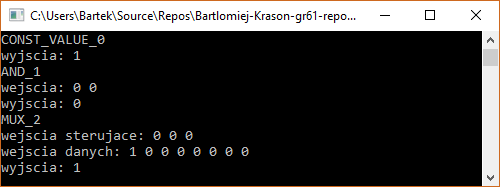 C:\Users\Bartek\Source\Repos\Bartlomiej-Krason-gr61-repo...
CONST_VALUE_0
wyjscia: 1
AND_1
wejscia: 0 0
wyjscia: 0
MUX_2
wejscia sterujace: 0 0 0
wejscia danych: 1 0 0 0 0 0 0 0
wyjscia: 1